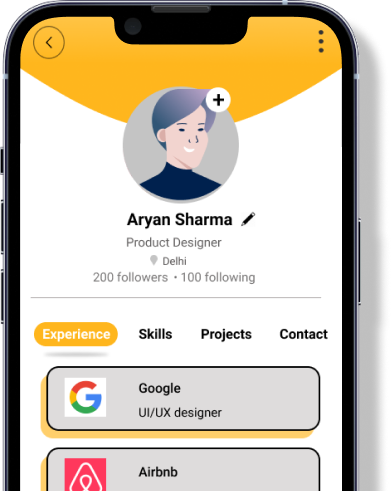 Aryan Sharma
Product Designer
Delhi
200 followers • 100 following
Experience Skills Projects Contact
Google
UI/UX designer
Airbnb